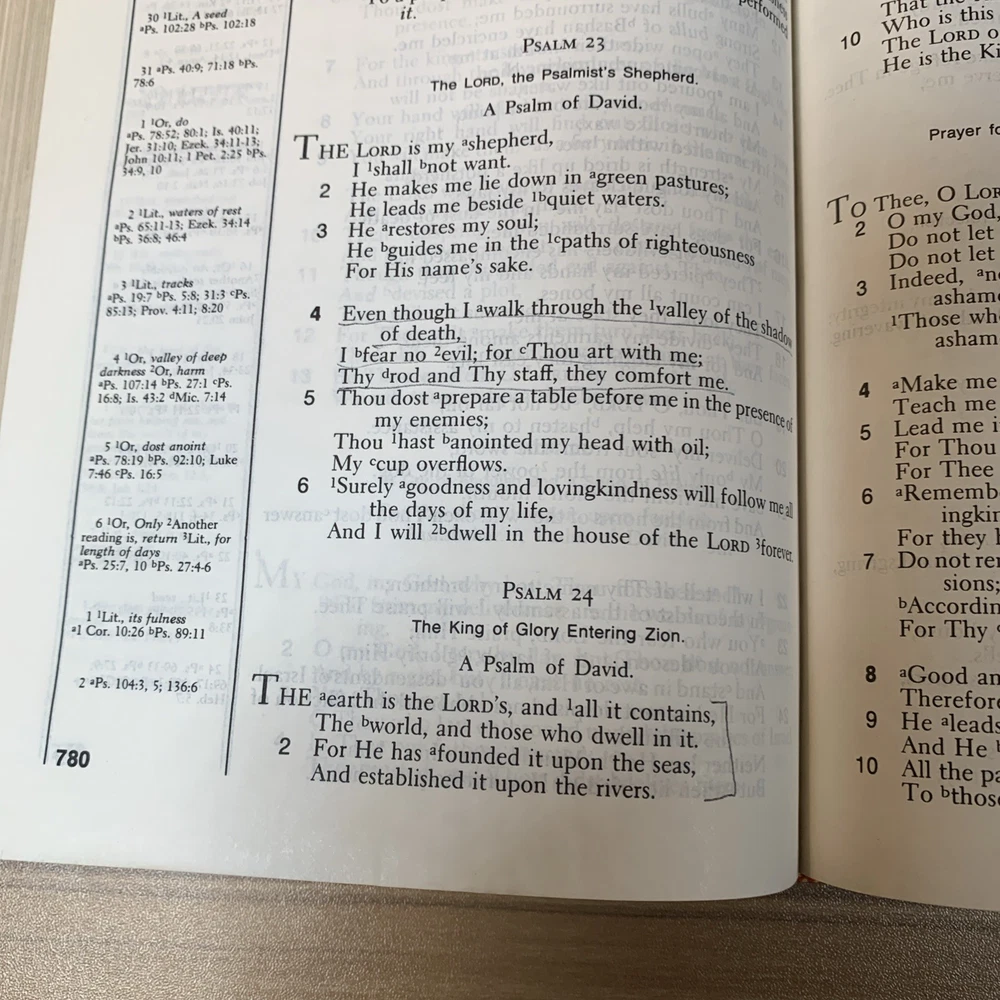 30 ¹Lit., A seed
ᵃPs. 102:28 ᵇPs. 102:18
31 ᵃPs. 40:9; 71:18 ᵇPs.
78:6
1 ¹Or, do
ᵃPs. 78:52; 80:1; Is. 40:11;
Jer. 31:10; Ezek. 34:11-13;
John 10:11; 1 Pet. 2:25 ᵇPs.
34:9, 10
2 ¹Lit., waters of rest
ᵃPs. 65:11-13; Ezek. 34:14
ᵇPs. 36:8; 46:4
3 ¹Lit., tracks
ᵃPs. 19:7 ᵇPs. 5:8; 31:3 ᶜPs.
85:13; Prov. 4:11; 8:20
4 ¹Or, valley of deep
darkness ²Or, harm
ᵃPs. 107:14 ᵇPs. 27:1 ᶜPs.
16:8; Is. 43:2 ᵈMic. 7:14
5 ¹Or, dost anoint
ᵃPs. 78:19 ᵇPs. 92:10; Luke
7:46 ᶜPs. 16:5
6 ¹Or, Only ²Another
reading is, return ³Lit., for
length of days
ᵃPs. 25:7, 10 ᵇPs. 27:4-6
1 ¹Lit., its fulness
ᵃ1 Cor. 10:26 ᵇPs. 89:11
2 ᵃPs. 104:3, 5; 136:6
780
performed
it.
PSALM 23
The LORD, the Psalmist's Shepherd.
A Psalm of David.
THE LORD is my ᵃshepherd,
I ¹shall ᵇnot want.
2 He makes me lie down in ᵃgreen pastures;
He leads me beside ¹ᵇquiet waters.
3 He ᵃrestores my soul;
He ᵇguides me in the ¹ᶜpaths of righteousness
For His name's sake.
4 Even though I ᵃwalk through the ¹valley of the shadow
of death,
I ᵇfear no ²evil; for ᶜThou art with me;
Thy ᵈrod and Thy staff, they comfort me.
5 Thou dost ᵃprepare a table before me in the presence of
my enemies;
Thou ¹hast ᵇanointed my head with oil;
My ᶜcup overflows.
6 ¹Surely ᵃgoodness and lovingkindness will follow me all
the days of my life,
And I will ²ᵇdwell in the house of the LORD ³forever.
PSALM 24
The King of Glory Entering Zion.
A Psalm of David.
THE ᵃearth is the LORD'S, and ¹all it contains,
The ᵇworld, and those who dwell in it.
2 For He has ᵃfounded it upon the seas,
And established it upon the rivers.
That the
Who is this
10 The LORD o
He is the Ki
Prayer fo
TO Thee, O LOR
2 O my God,
Do not let
Do not let
3 Indeed, ᵃno
asham
¹Those wh
asham
4 ᵃMake me
Teach me
5 Lead me i
For Thou
For Thee
6 ᵃRememb
ingkin
For they h
7 Do not re
sions;
ᵇAccordin
For Thy
8 ᵃGood an
Therefore
9 He ᵃleads
And He
10 All the pa
To ᵇthos